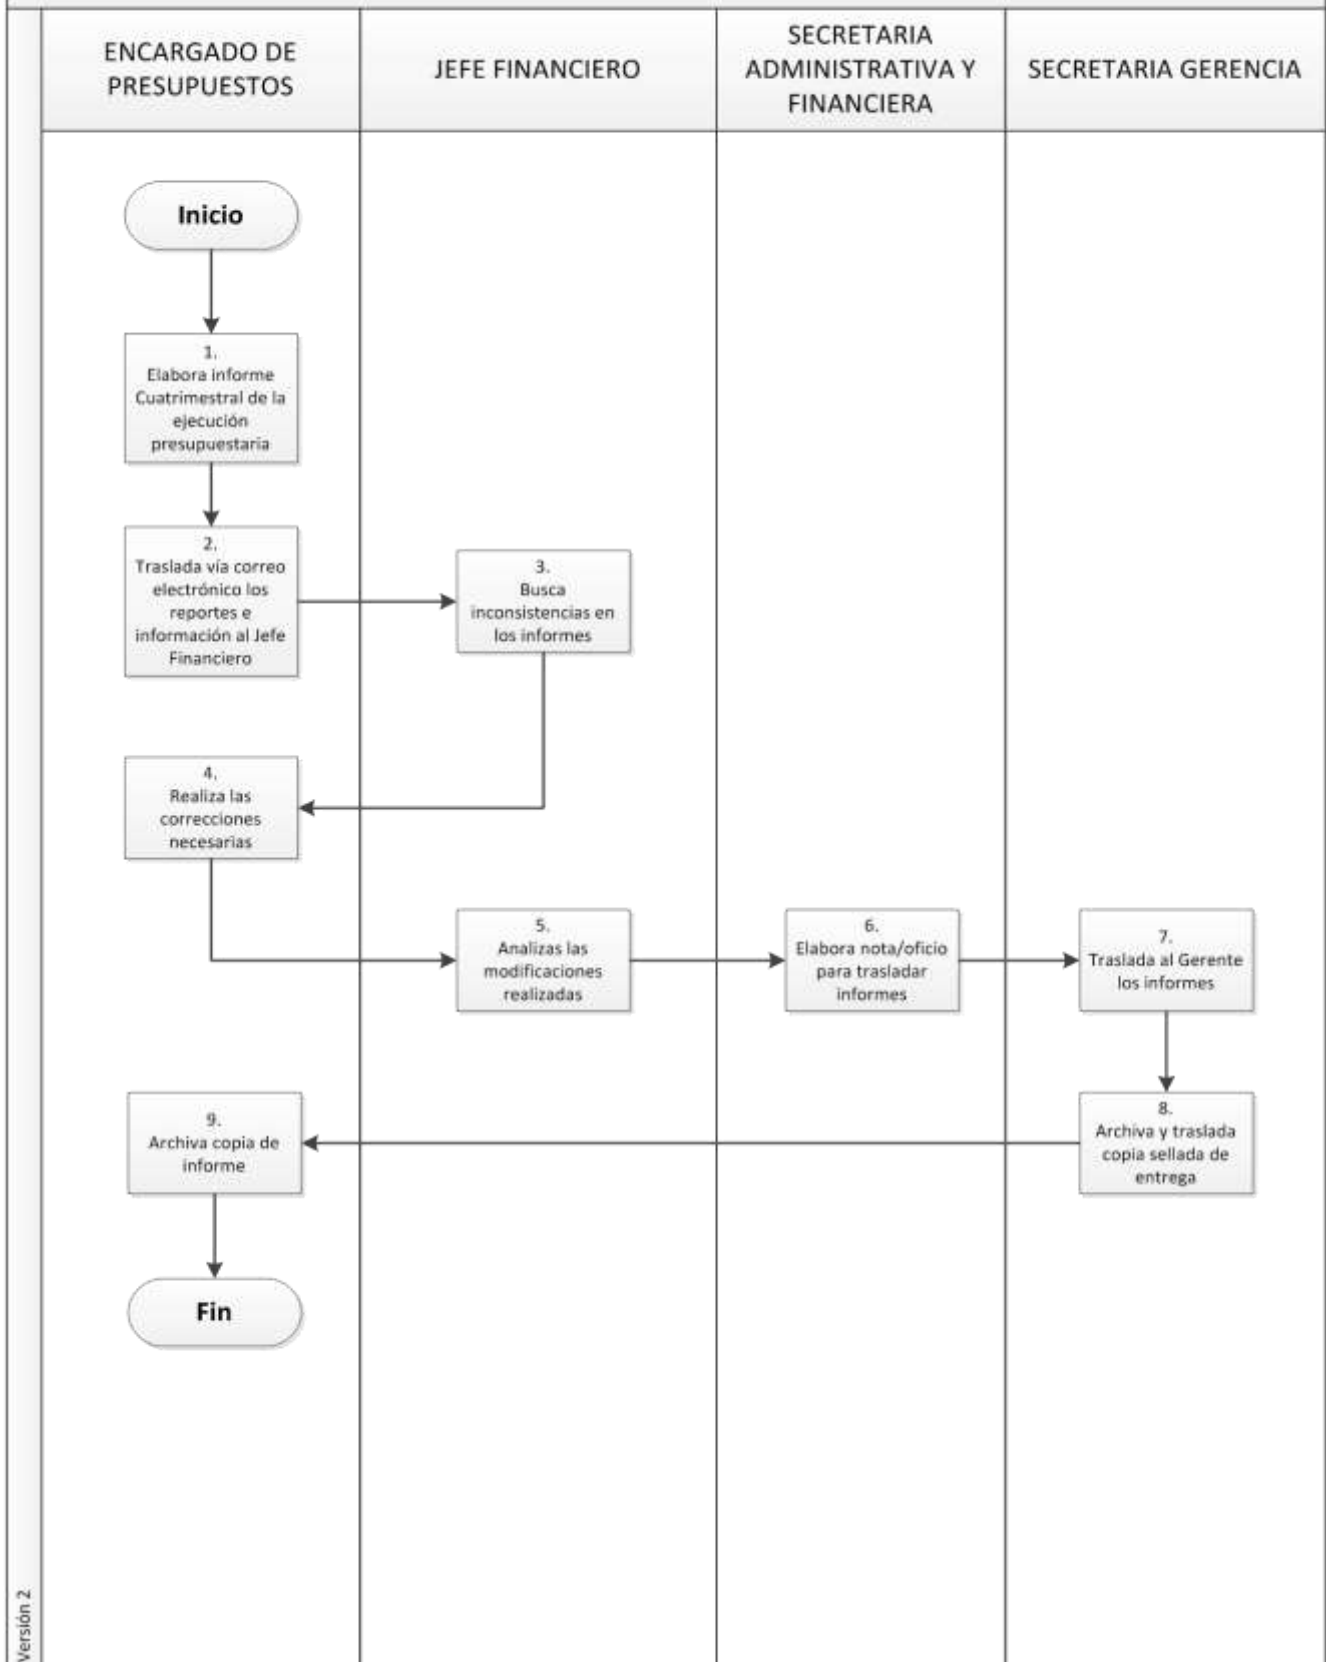 ENCARGADO DE
PRESUPUESTOS
JEFE FINANCIERO
SECRETARIA
ADMINISTRATIVA Y
FINANCIERA
SECRETARIA GERENCIA
Inicio
1.
Elabora informe
Cuatrimestral de la
ejecución
presupuestaria
2.
Traslada vía correo
electrónico los
reportes e
información al Jefe
Financiero
3.
Busca
inconsistencias en
los informes
4.
Realiza las
correcciones
necesarias
5.
Analizas las
modificaciones
realizadas
6.
Elabora nota/oficio
para trasladar
informes
7.
Traslada al Gerente
los informes
8.
Archiva y traslada
copia sellada de
entrega
9.
Archiva copia de
informe
Fin
Versión 2